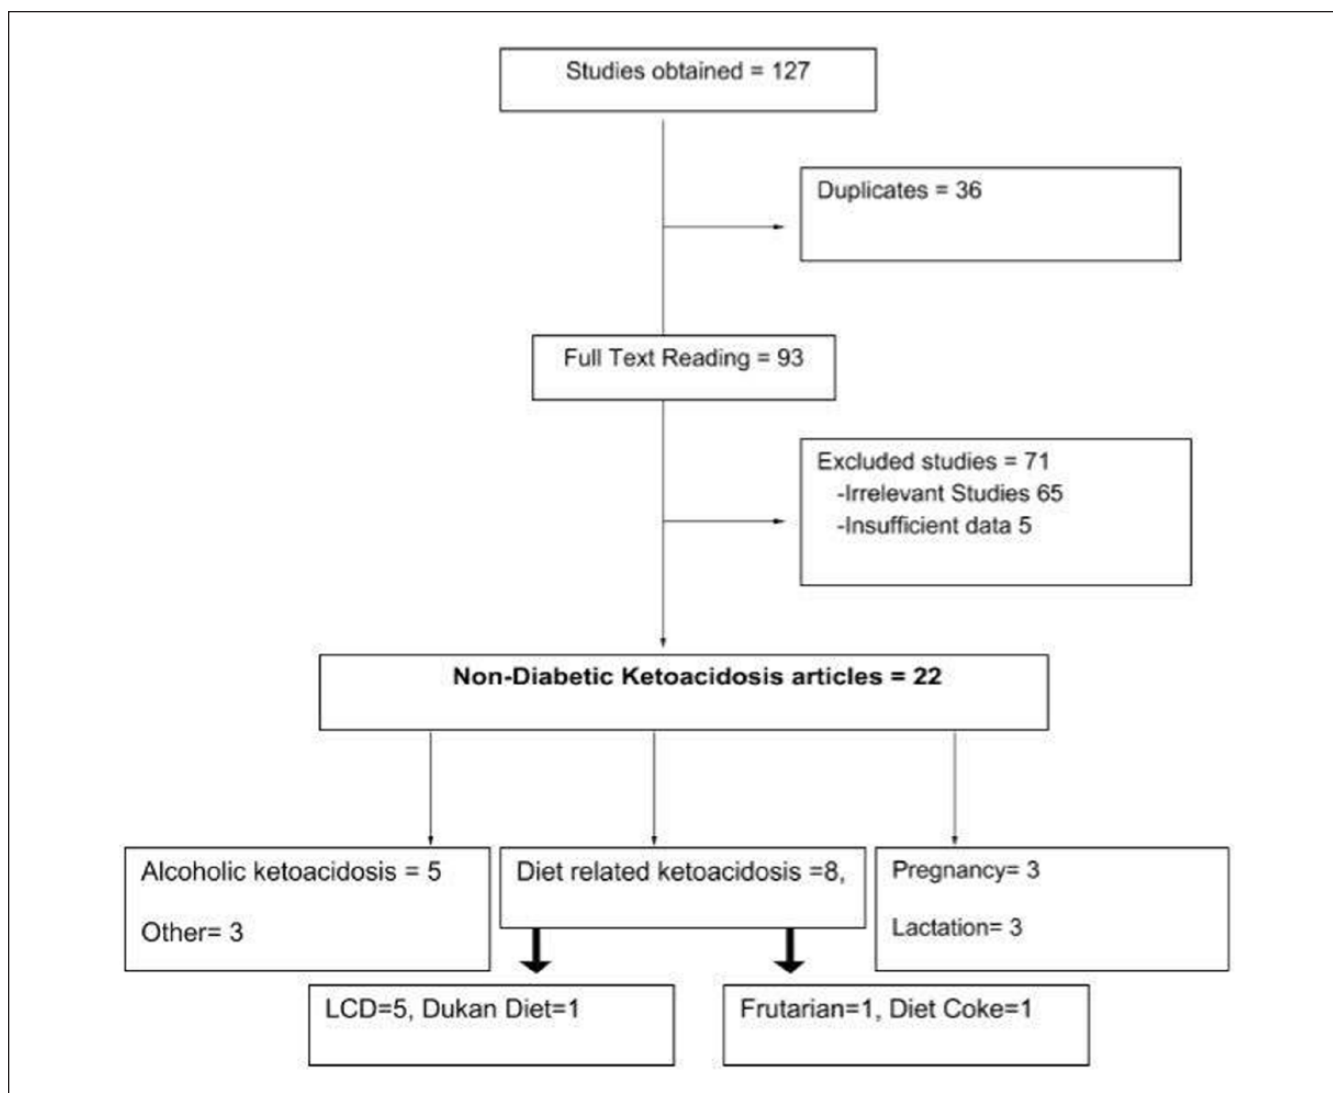 Studies obtained = 127
Duplicates = 36
Full Text Reading = 93
Excluded studies = 71
-Irrelevant Studies 65
-Insufficient data 5
Non-Diabetic Ketoacidosis articles = 22
Alcoholic ketoacidosis = 5
Other= 3
Diet related ketoacidosis =8,
Pregnancy= 3
Lactation= 3
LCD=5, Dukan Diet=1
Frutarian=1, Diet Coke=1